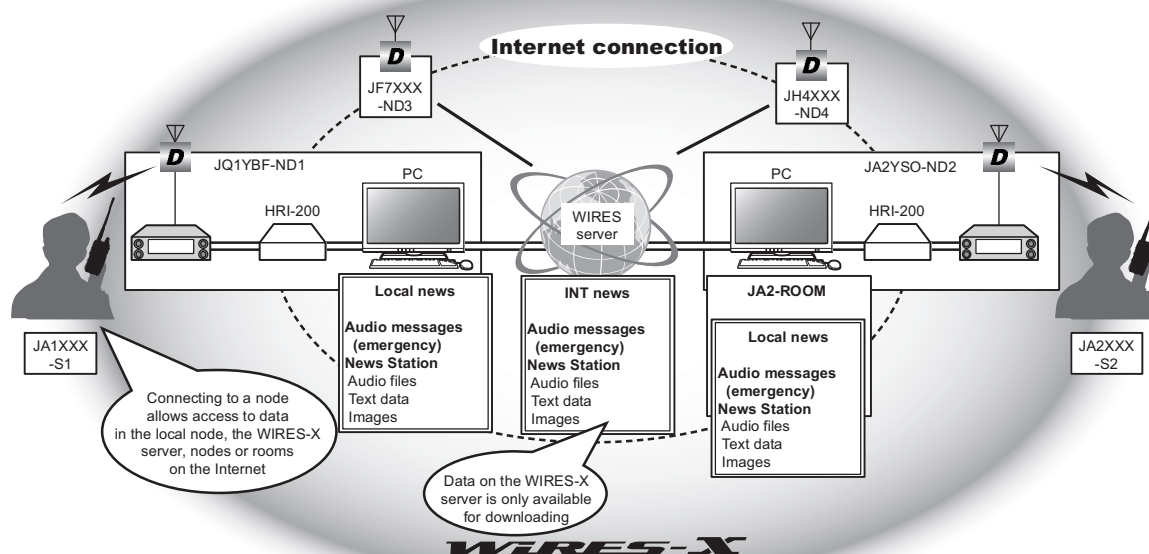 Internet connection
D
JF7XXX
-ND3
D
JH4XXX
-ND4
D
JQ1YBF-ND1
PC
HRI-200
WIRES
server
PC
JA2YSO-ND2
D
HRI-200
JA1XXX
-S1
JA2XXX
-S2
Local news
Audio messages
(emergency)
News Station
Audio files
Text data
Images
INT news
Audio messages
(emergency)
News Station
Audio files
Text data
Images
JA2-ROOM
Local news
Audio messages
(emergency)
News Station
Audio files
Text data
Images
Connecting to a node
allows access to data
in the local node, the WIRES-X
server, nodes or rooms
on the Internet
Data on the WIRES-X
server is only available
for downloading
WiRES-X